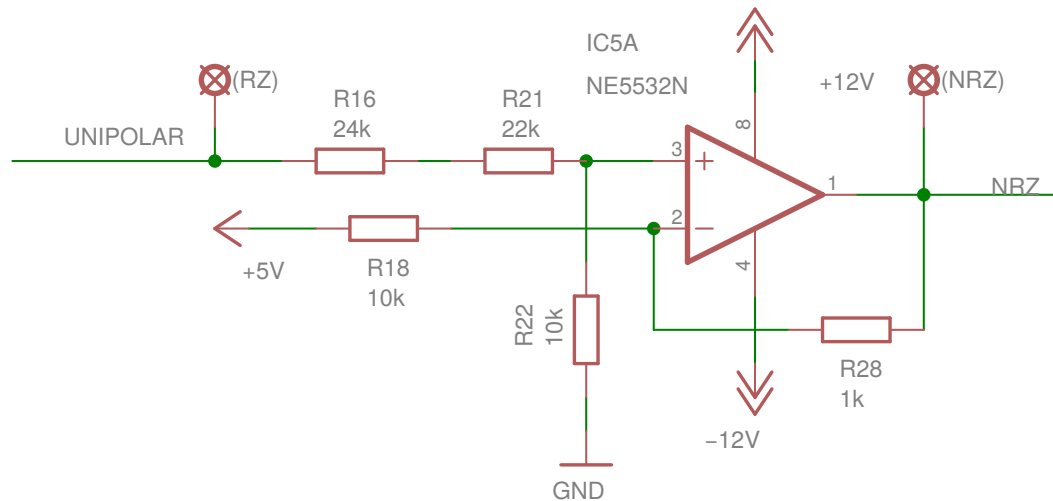 IC5A
NE5532N
+12V
(RZ)
(NRZ)
R16
24k
R21
22k
UNIPOLAR
8
3
+
1
NRZ
2
−
4
+5V
R18
10k
R22
10k
R28
1k
−12V
GND